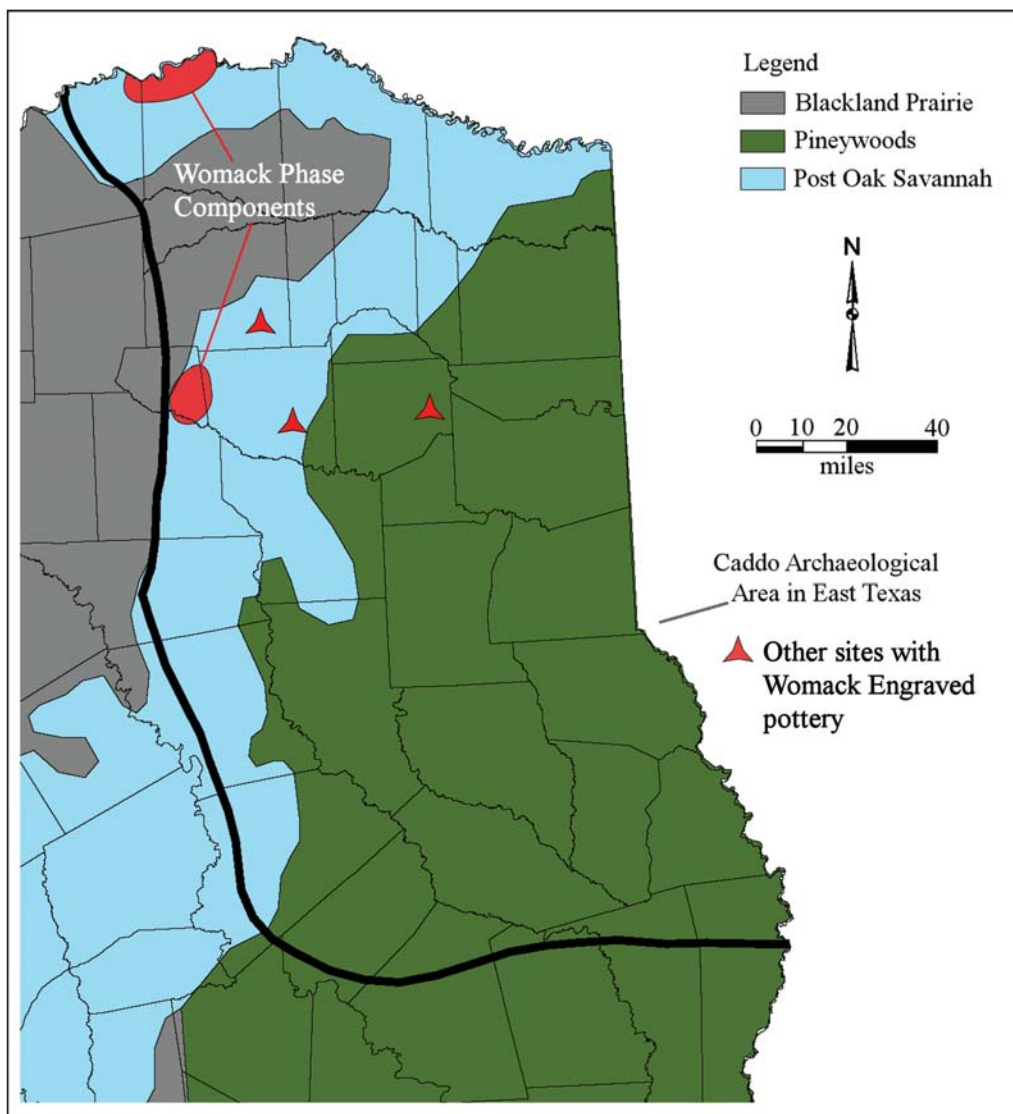 Legend
Blackland Prairie
Pineywoods
Post Oak Savannah
Womack Phase
Components
N
0 10 20 40
miles
Caddo Archaeological
Area in East Texas
Other sites with
Womack Engraved
pottery